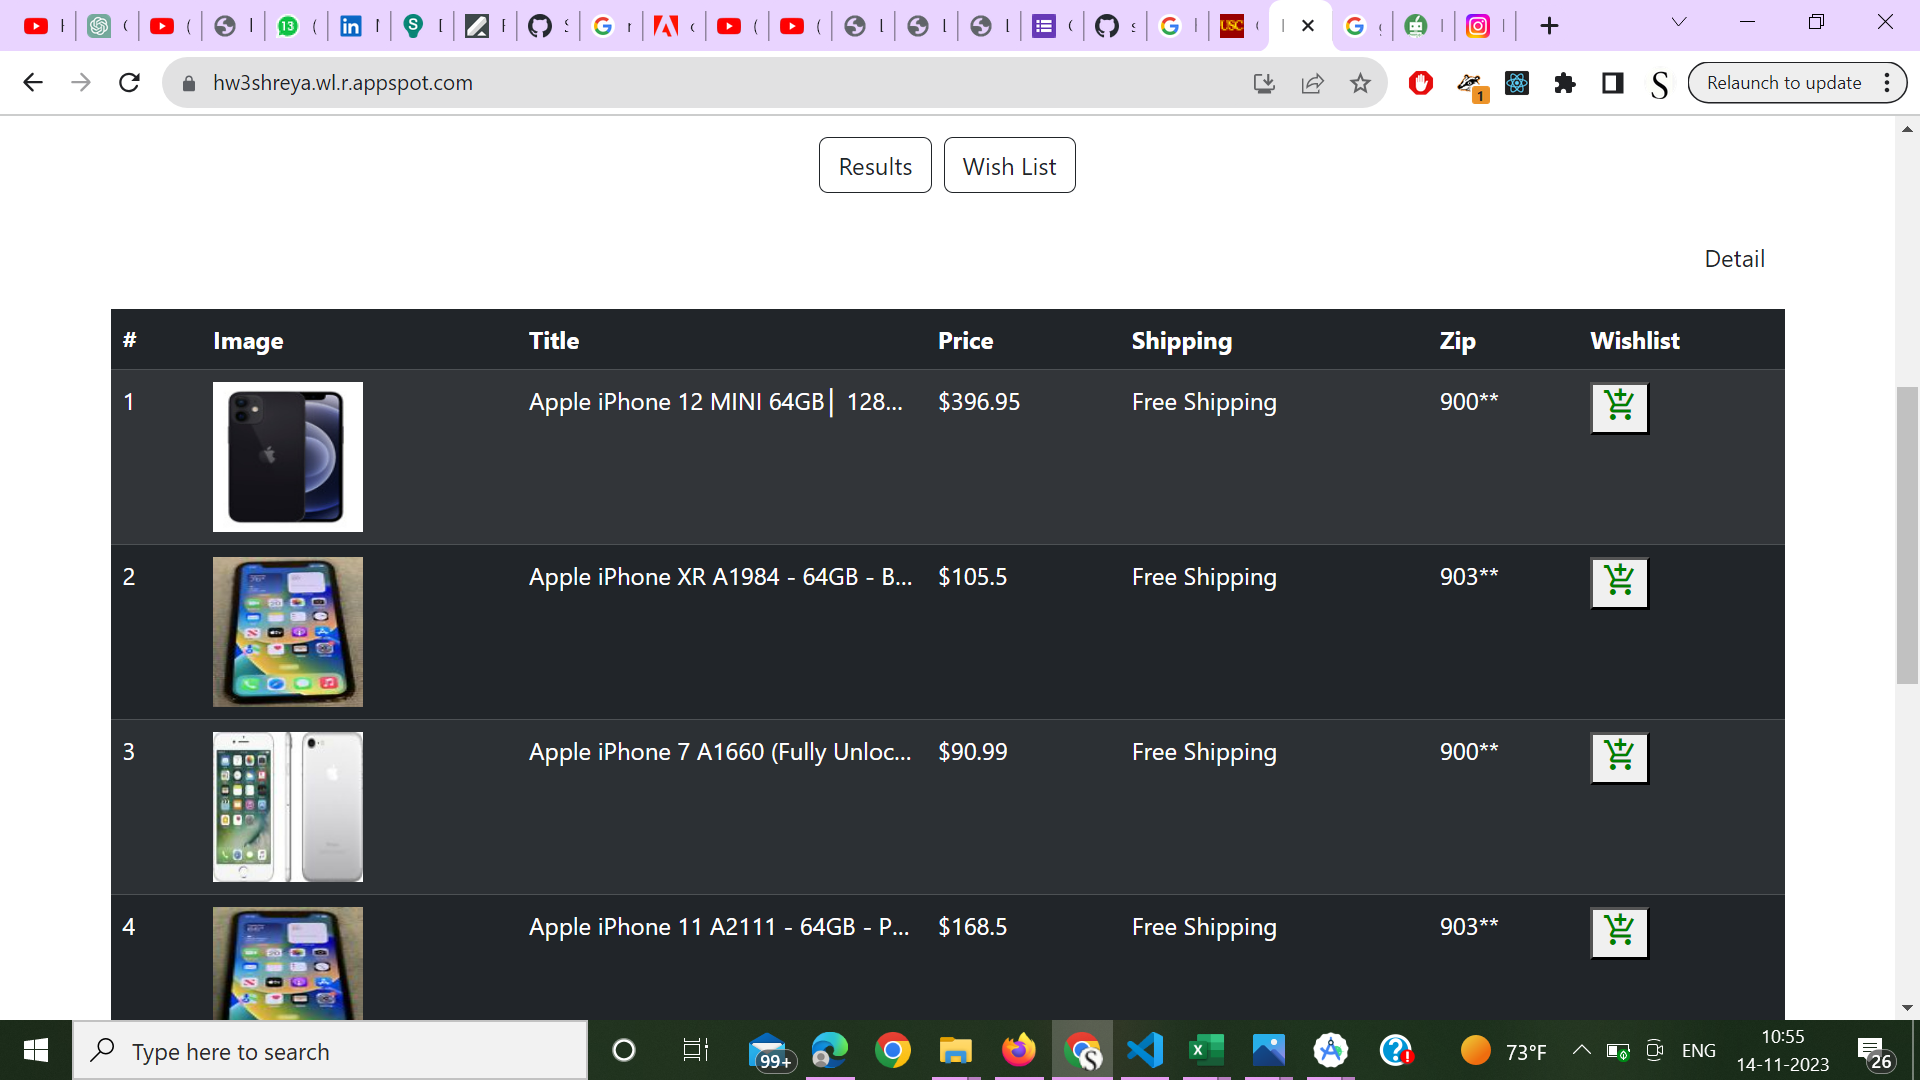 13
USC
hw3shreya.wl.r.appspot.com
1
S
Relaunch to update
Results
Wish List
Detail
# Image Title Price Shipping Zip Wishlist
1 Apple iPhone 12 MINI 64GB| 128... $396.95 Free Shipping 900**
2 Apple iPhone XR A1984 - 64GB - B... $105.5 Free Shipping 903**
3 Apple iPhone 7 A1660 (Fully Unloc... $90.99 Free Shipping 900**
4 Apple iPhone 11 A2111 - 64GB - P... $168.5 Free Shipping 903**
Type here to search
99+
73°F
ENG
10:55
14-11-2023
26